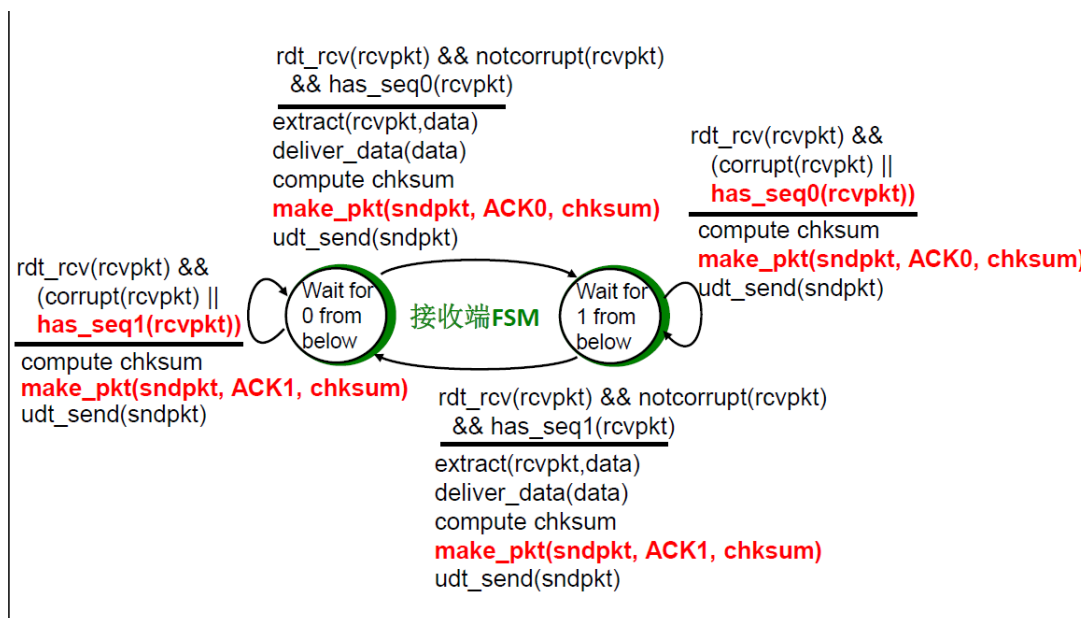 rdt_rcv(rcvpkt) && notcorrupt(rcvpkt)
&& has_seq0(rcvpkt)
extract(rcvpkt,data)
deliver_data(data)
compute chksum
make_pkt(sndpkt, ACK0, chksum)
udt_send(sndpkt)
rdt_rcv(rcvpkt) &&
(corrupt(rcvpkt) ||
has_seq0(rcvpkt))
compute chksum
make_pkt(sndpkt, ACK0, chksum)
udt_send(sndpkt)
rdt_rcv(rcvpkt) &&
(corrupt(rcvpkt) ||
has_seq1(rcvpkt))
compute chksum
make_pkt(sndpkt, ACK1, chksum)
udt_send(sndpkt)
Wait for
0 from
below
接收端FSM
Wait for
1 from
below
rdt_rcv(rcvpkt) && notcorrupt(rcvpkt)
&& has_seq1(rcvpkt)
extract(rcvpkt,data)
deliver_data(data)
compute chksum
make_pkt(sndpkt, ACK1, chksum)
udt_send(sndpkt)